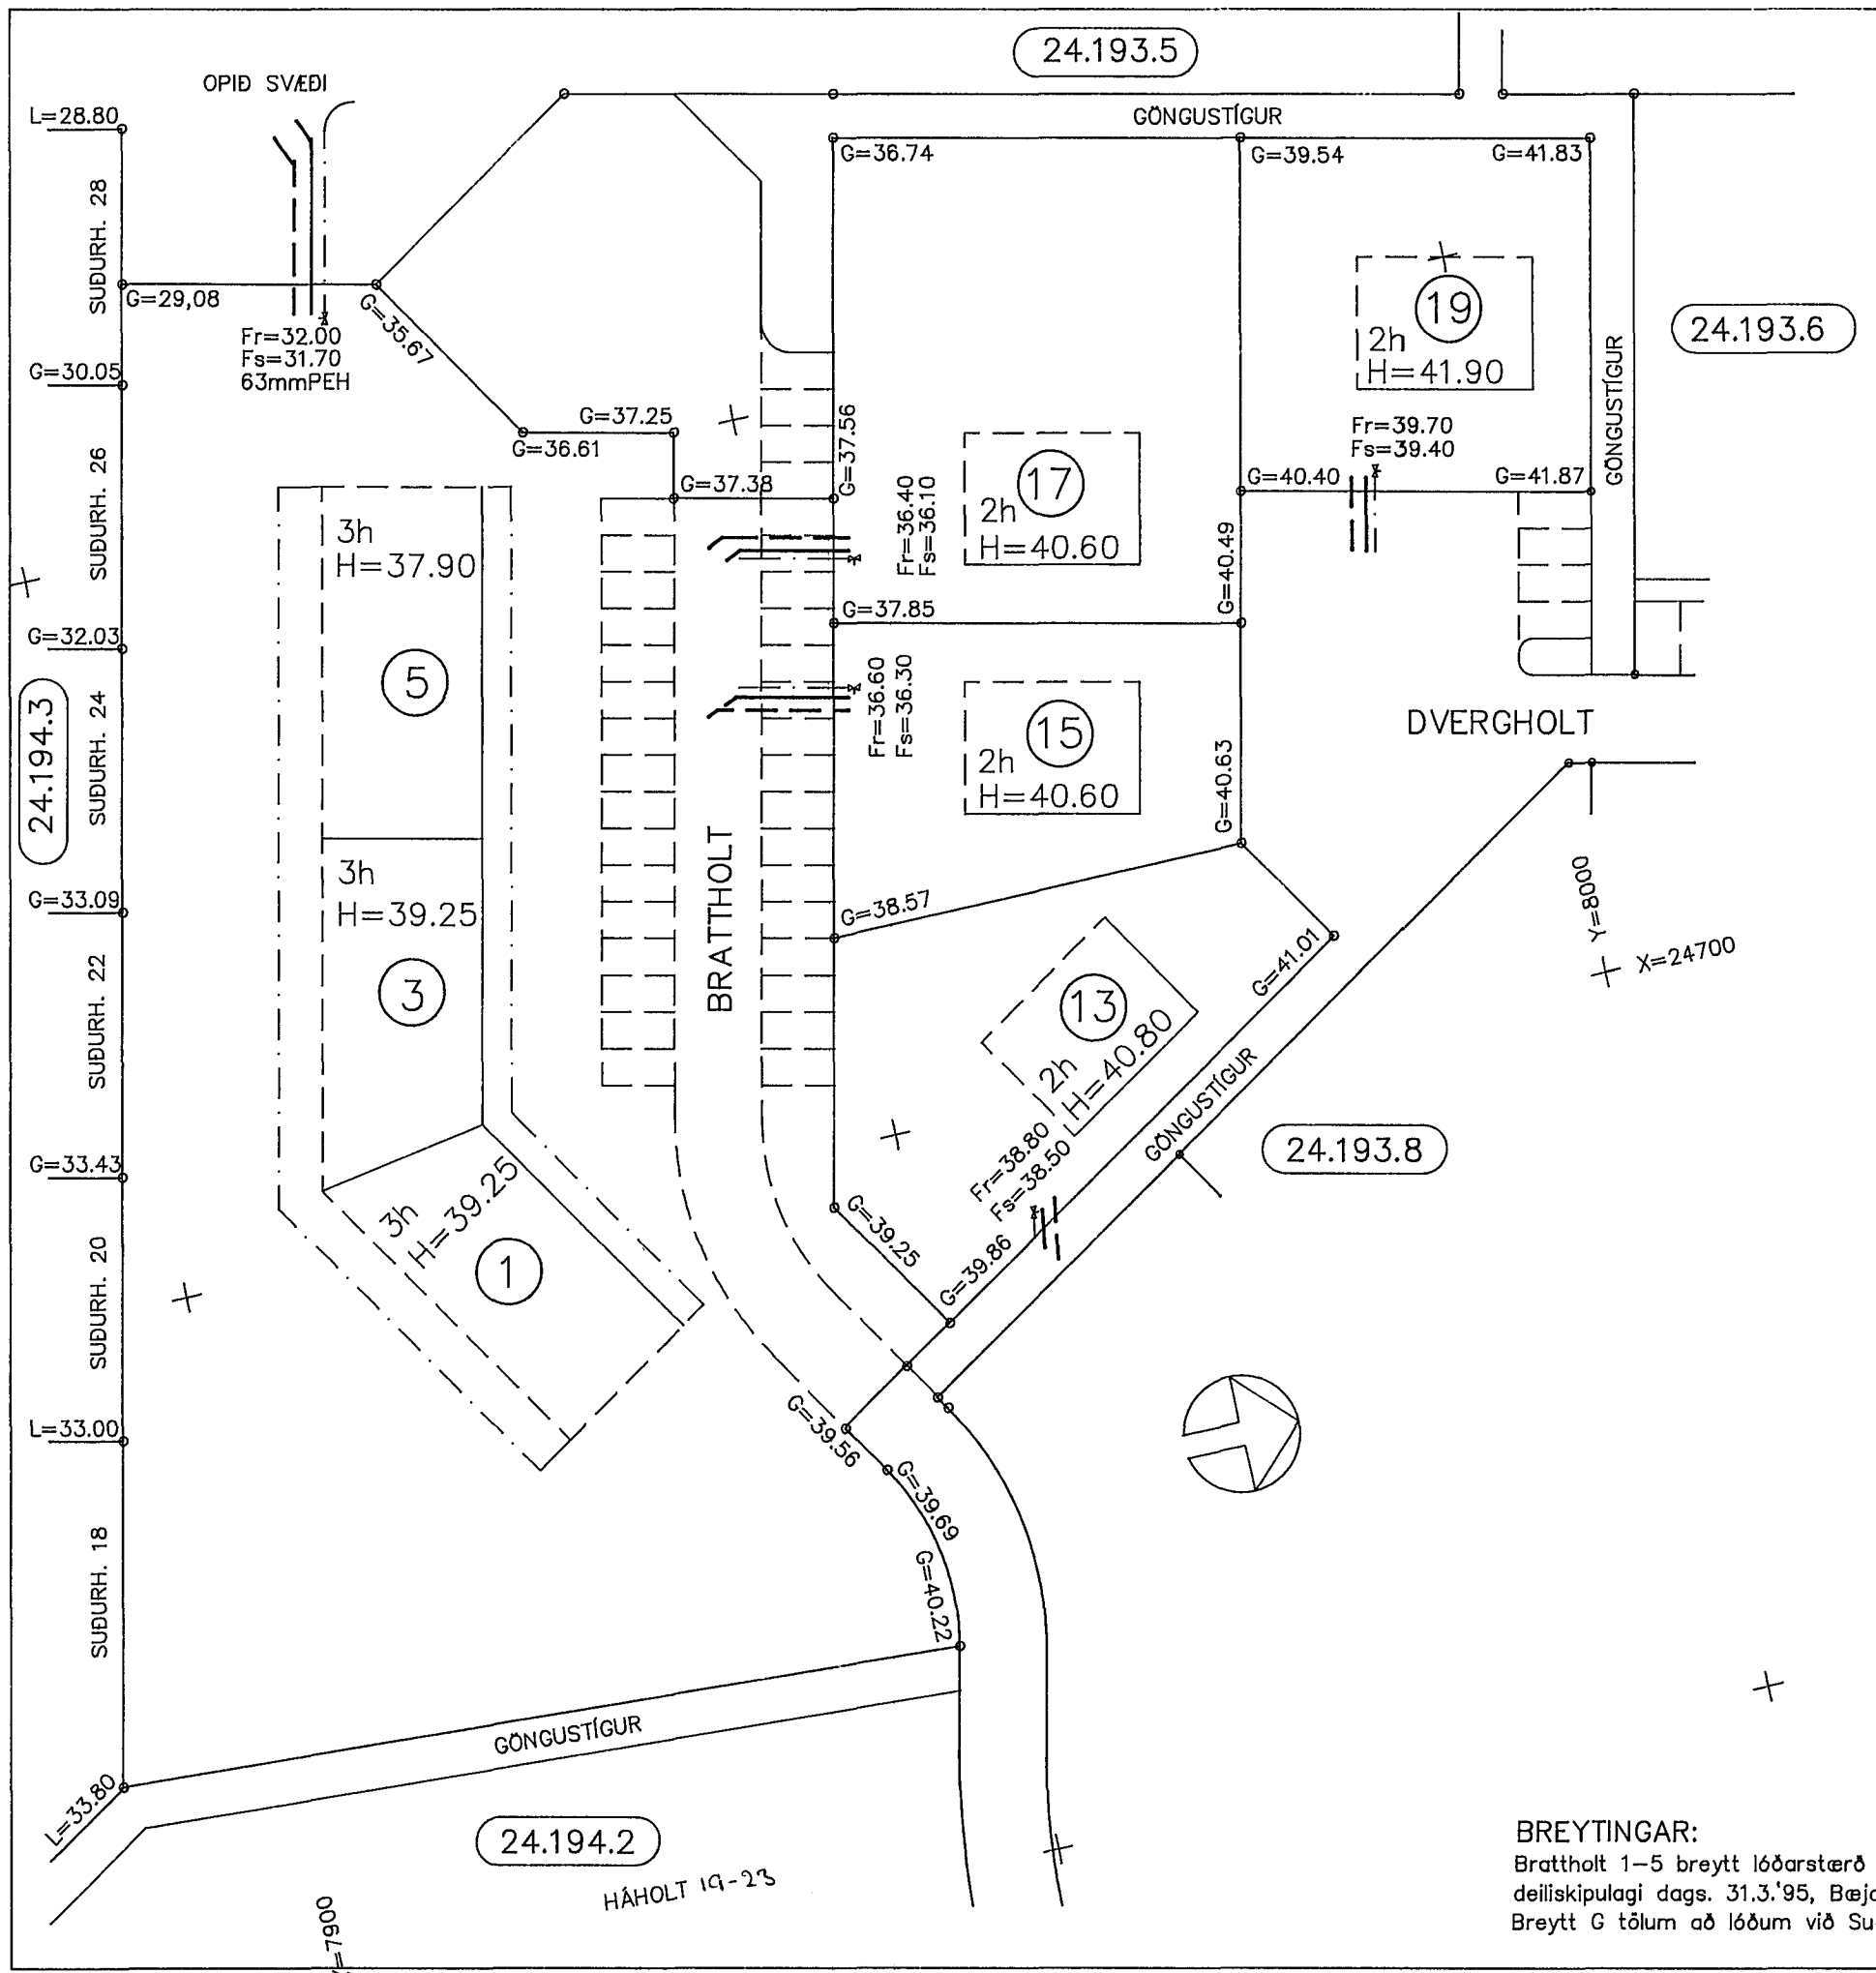 24.193.5
OPIÐ SVÆÐI
L=28.80
GÖNGUSTÍGUR
G=36.74
G=39.54
G=41.83
SUÐURH. 28
G=29,08
G=35.67
Fr=32.00
Fs=31.70
63mmPEH
19
2h
H=41.90
24.193.6
GÖNGUSTÍGUR
G=30.05
G=37.25
G=36.61
G=37.56
G=37.38
Fr=39.70
Fs=39.40
G=40.40
G=41.87
SUÐURH. 26
3h
H=37.90
Fr=36.40
Fs=36.10
17
2h
H=40.60
G=40.49
G=37.85
G=32.03
5
24.194.3
SUÐURH. 24
Fr=36.60
Fs=36.30
15
2h
H=40.60
G=40.63
DVERGHOLT
3h
H=39.25
3
G=33.09
BRATTHOLT
G=38.57
Y=8000
X=24700
G=41.01
SUÐURH. 22
13
2h
H=40.80
GÖNGUSTÍGUR
24.193.8
G=33.43
Fr=38.80
Fs=38.50
3h
H=39.25
1
G=39.25
G=39.86
SUÐURH. 20
L=33.00
G=39.56
G=39.69
G=40.22
SUÐURH. 18
GÖNGUSTÍGUR
L=33.80
24.194.2
HÁHOLT 19-23
=7900
BREYTINGAR:
Brattholt 1-5 breytt lóðarstærð
deiliskipulagi dags. 31.3.'95, Bæja
Breytt G tölum að lóðum við Su